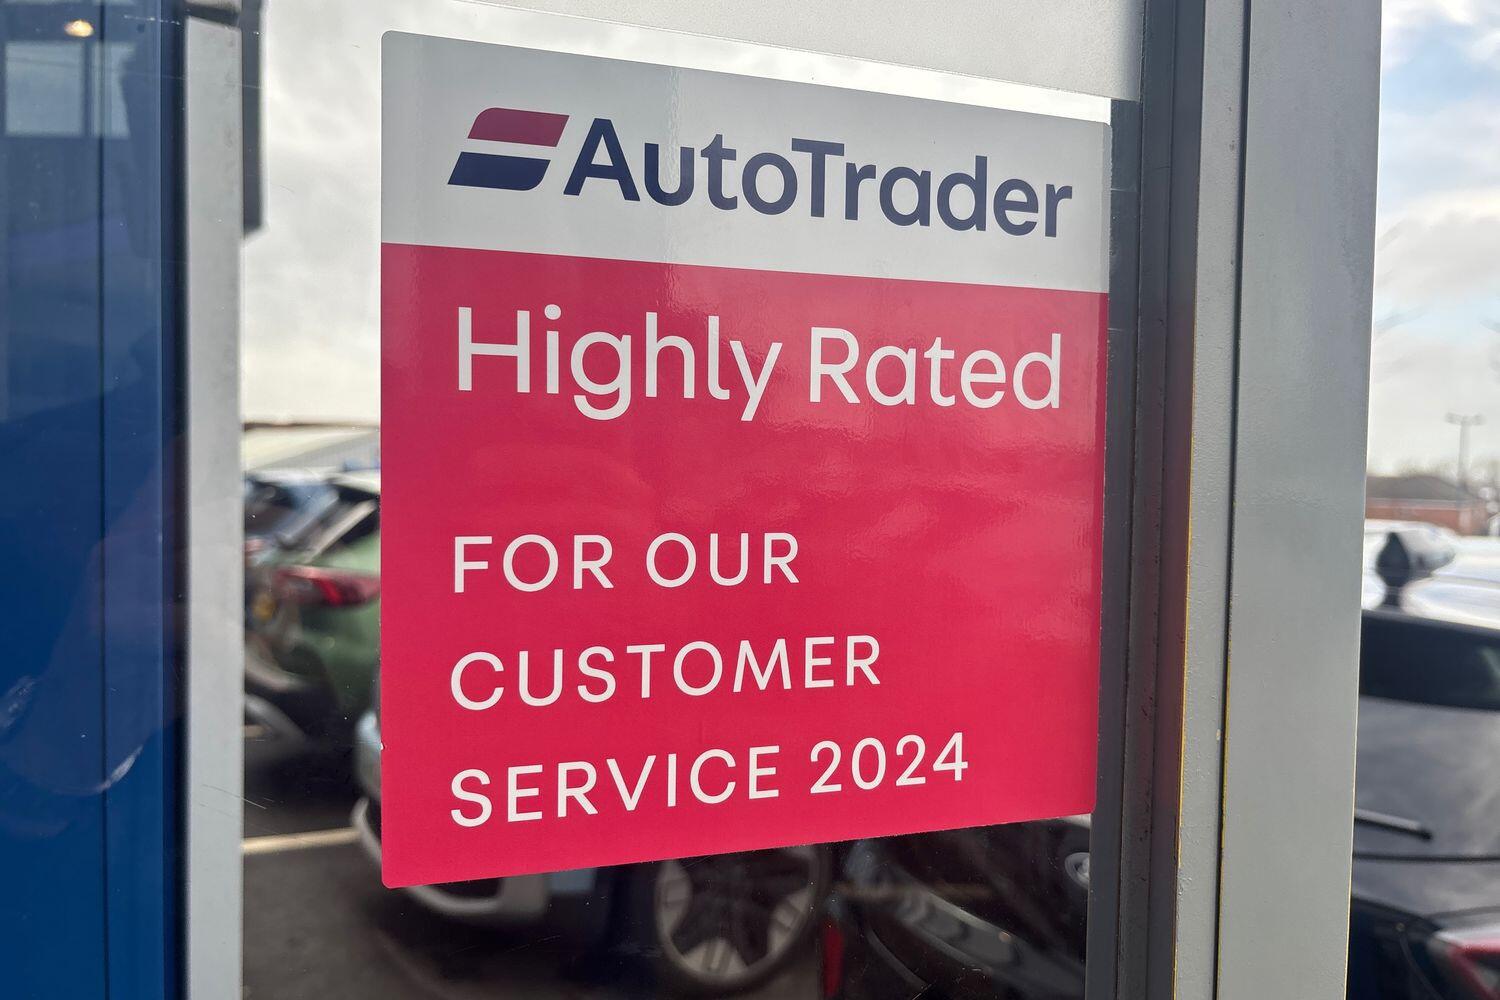 AutoTrader
Highly Rated
FOR OUR
CUSTOMER
SERVICE 2024